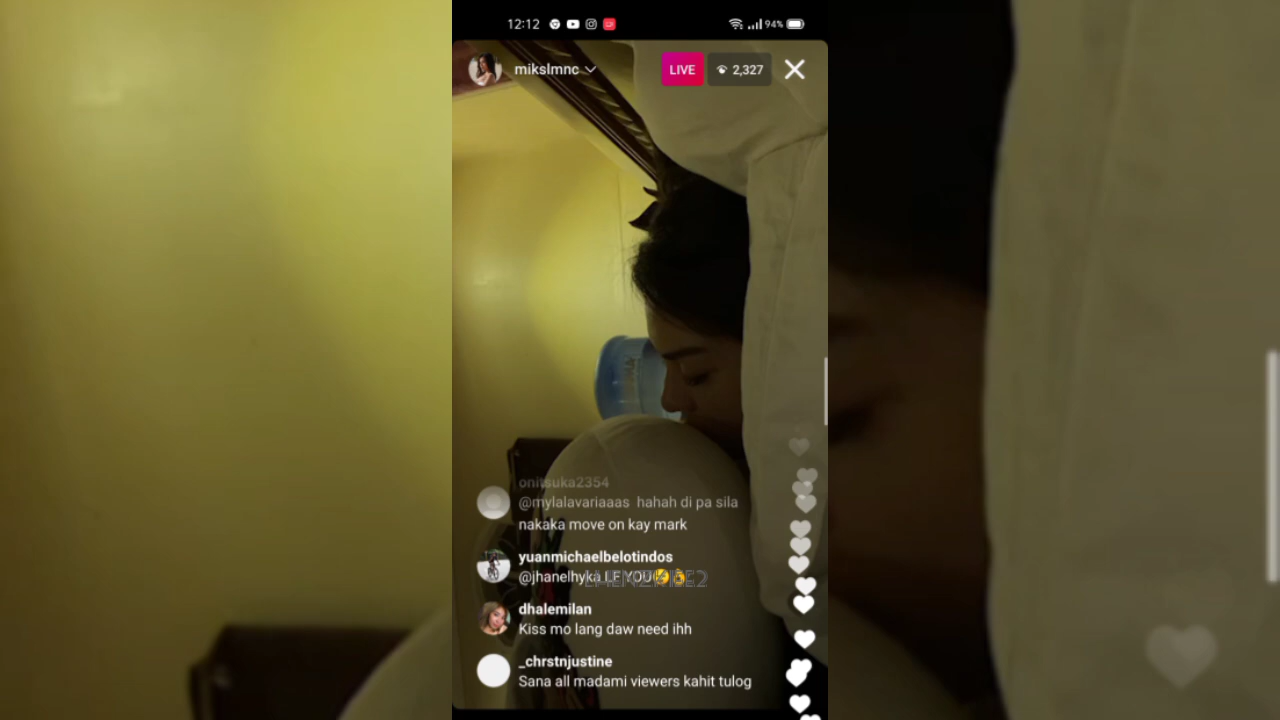 12:12
94%
mikslmnc
LIVE
2,327
onitsuka2354
@mylalavariaaas hahah di pa sila
nakaka move on kay mark
yuanmichaelbelotindos
@jhanelhyka
dhalemilan
Kiss mo lang daw need ihh
_chrstnjustine
Sana all madami viewers kahit tulog